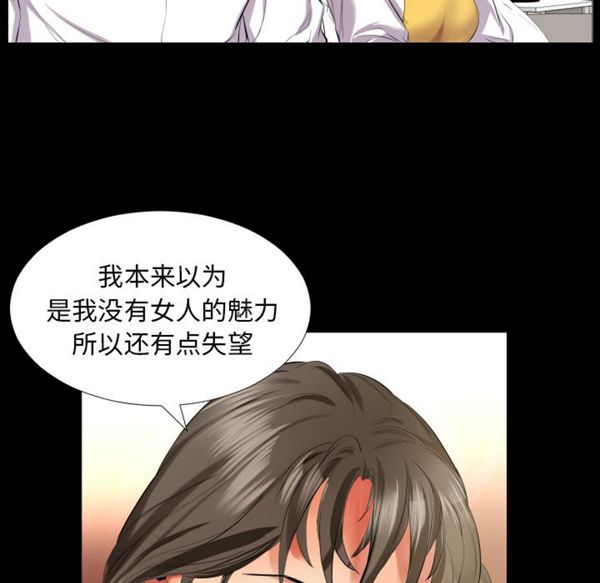 我本来以为
是我没有女人的魅力
所以还有点失望